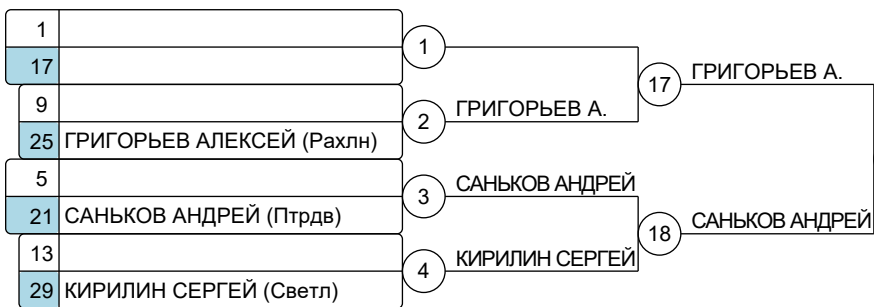 1
17
1
ГРИГОРЬЕВ А.
17
9
ГРИГОРЬЕВ А.
2
25 ГРИГОРЬЕВ АЛЕКСЕЙ (Рахлн)
5
САНЬКОВ АНДРЕЙ
3
21 САНЬКОВ АНДРЕЙ (Птрдв)
САНЬКОВ АНДРЕЙ
18
13
КИРИЛИН СЕРГЕЙ
4
29 КИРИЛИН СЕРГЕЙ (Светл)